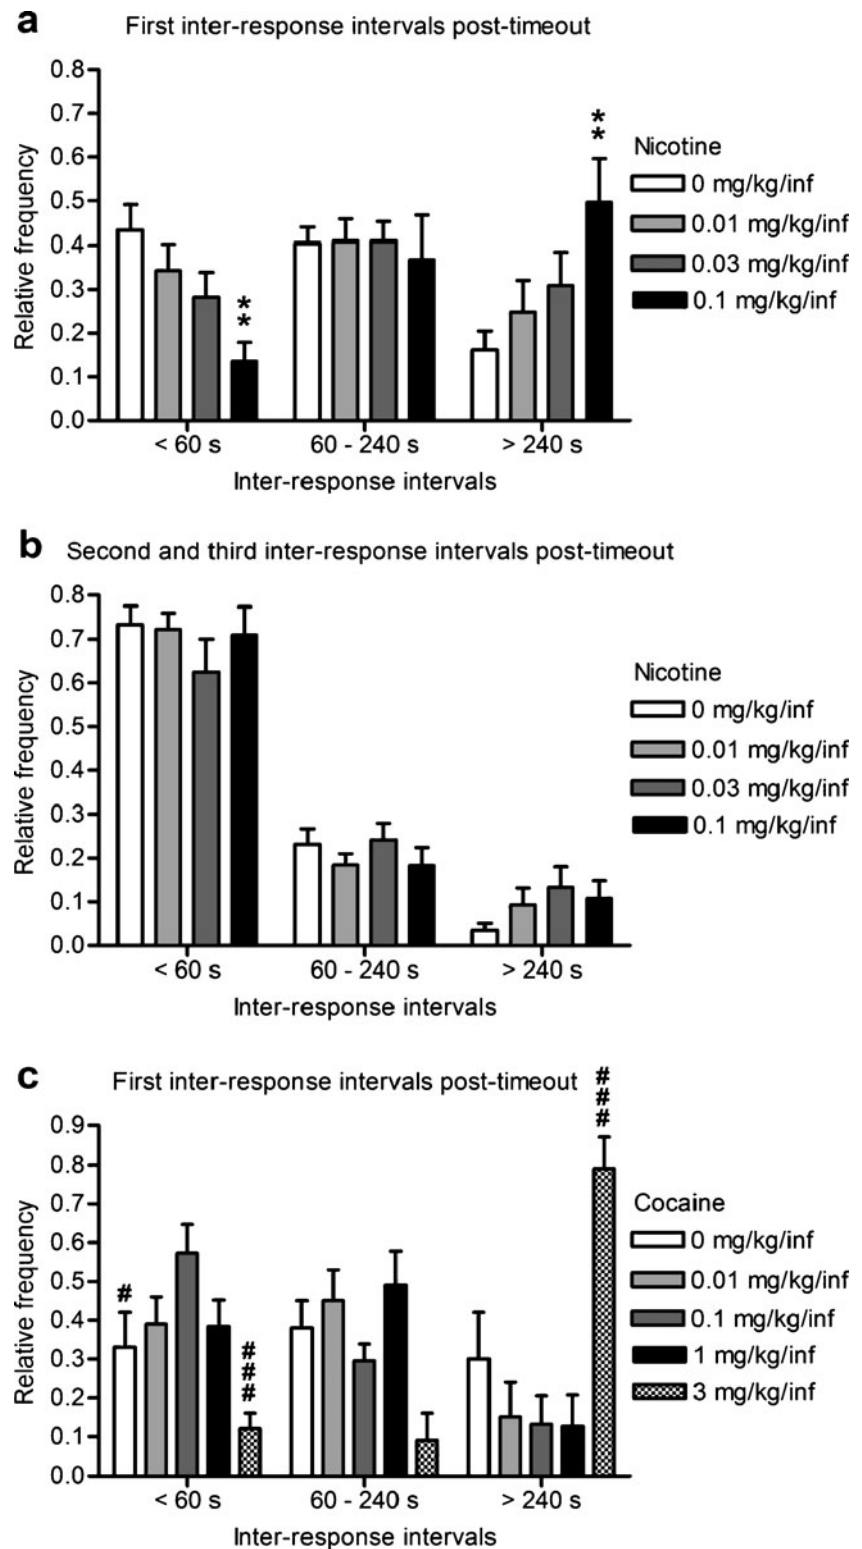 a First inter-response intervals post-timeout
0.8
0.7
0.6
0.5
0.4
0.3
0.2
0.1
0.0
Relative frequency
**
**
< 60 s 60 - 240 s > 240 s
Inter-response intervals
Nicotine
0 mg/kg/inf
0.01 mg/kg/inf
0.03 mg/kg/inf
0.1 mg/kg/inf
b Second and third inter-response intervals post-timeout
0.8
0.7
0.6
0.5
0.4
0.3
0.2
0.1
0.0
Relative frequency
< 60 s 60 - 240 s > 240 s
Inter-response intervals
Nicotine
0 mg/kg/inf
0.01 mg/kg/inf
0.03 mg/kg/inf
0.1 mg/kg/inf
c First inter-response intervals post-timeout
0.9
0.8
0.7
0.6
0.5
0.4
0.3
0.2
0.1
0.0
Relative frequency
#
###
###
< 60 s 60 - 240 s > 240 s
Inter-response intervals
Cocaine
0 mg/kg/inf
0.01 mg/kg/inf
0.1 mg/kg/inf
1 mg/kg/inf
3 mg/kg/inf